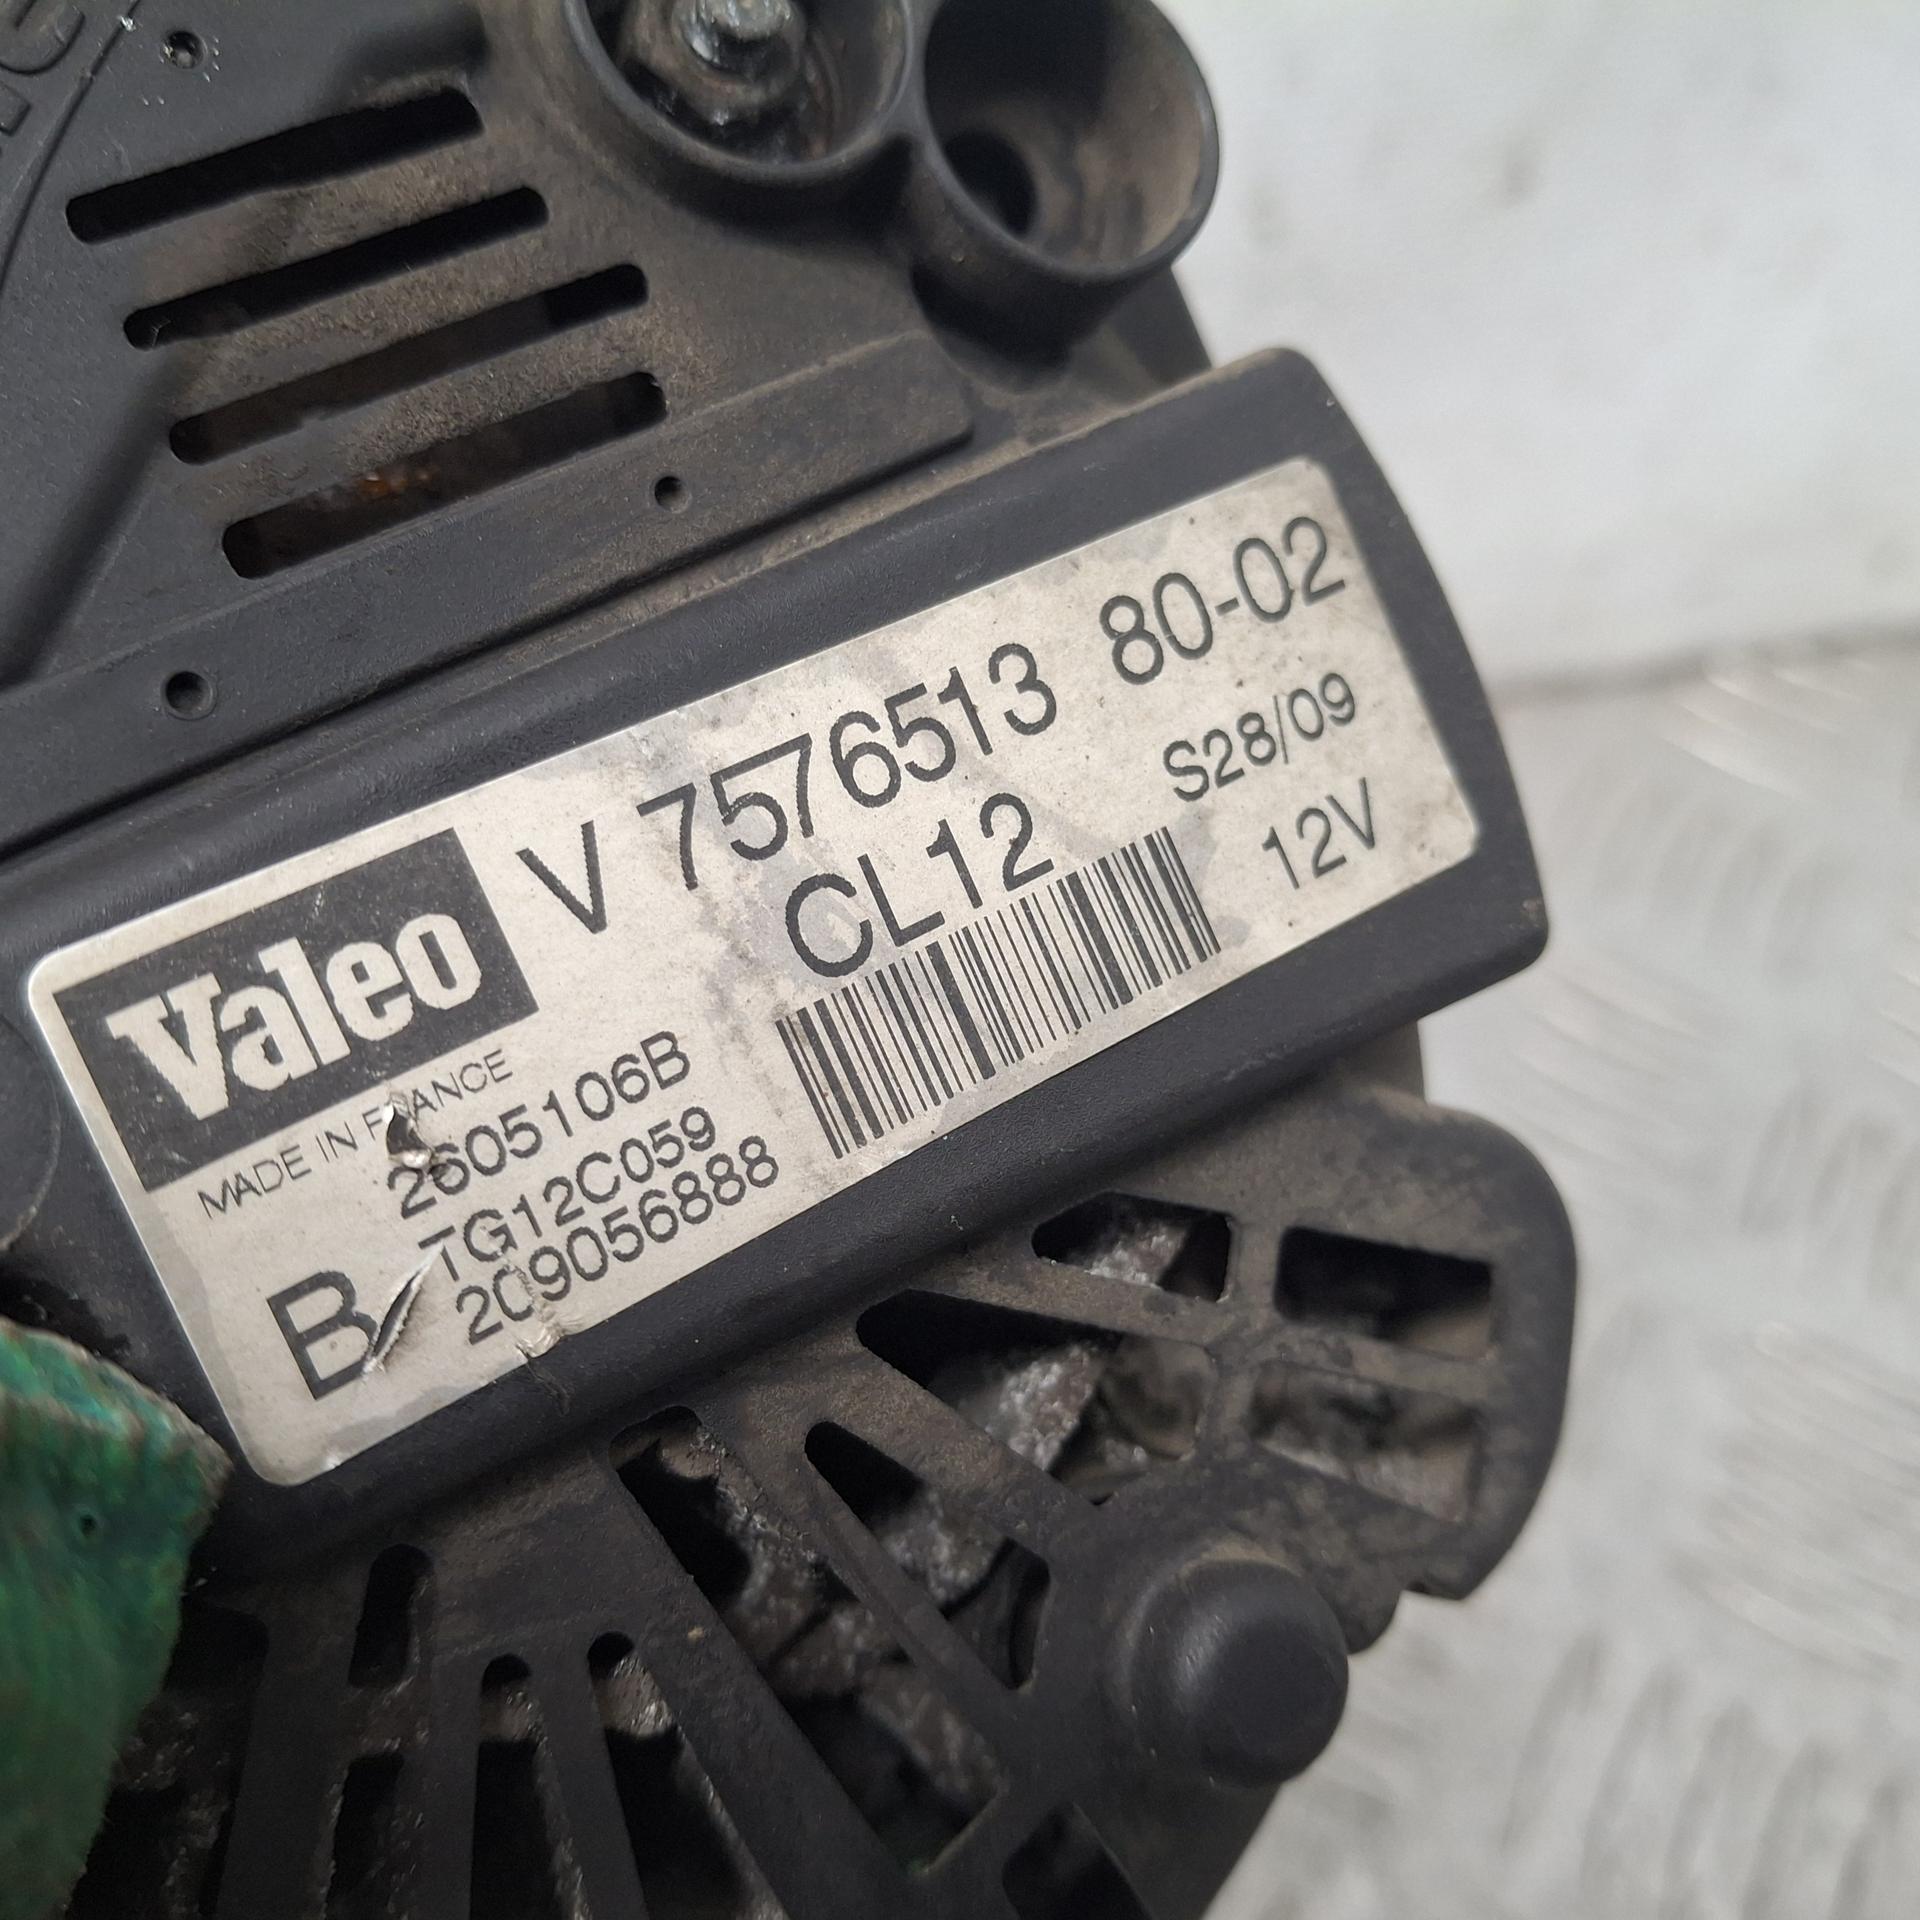 Valeo
V 7576513 80-02
CL12
S28/09
12V
MADE IN FRANCE
2605106B
TG12C059
209056888
B